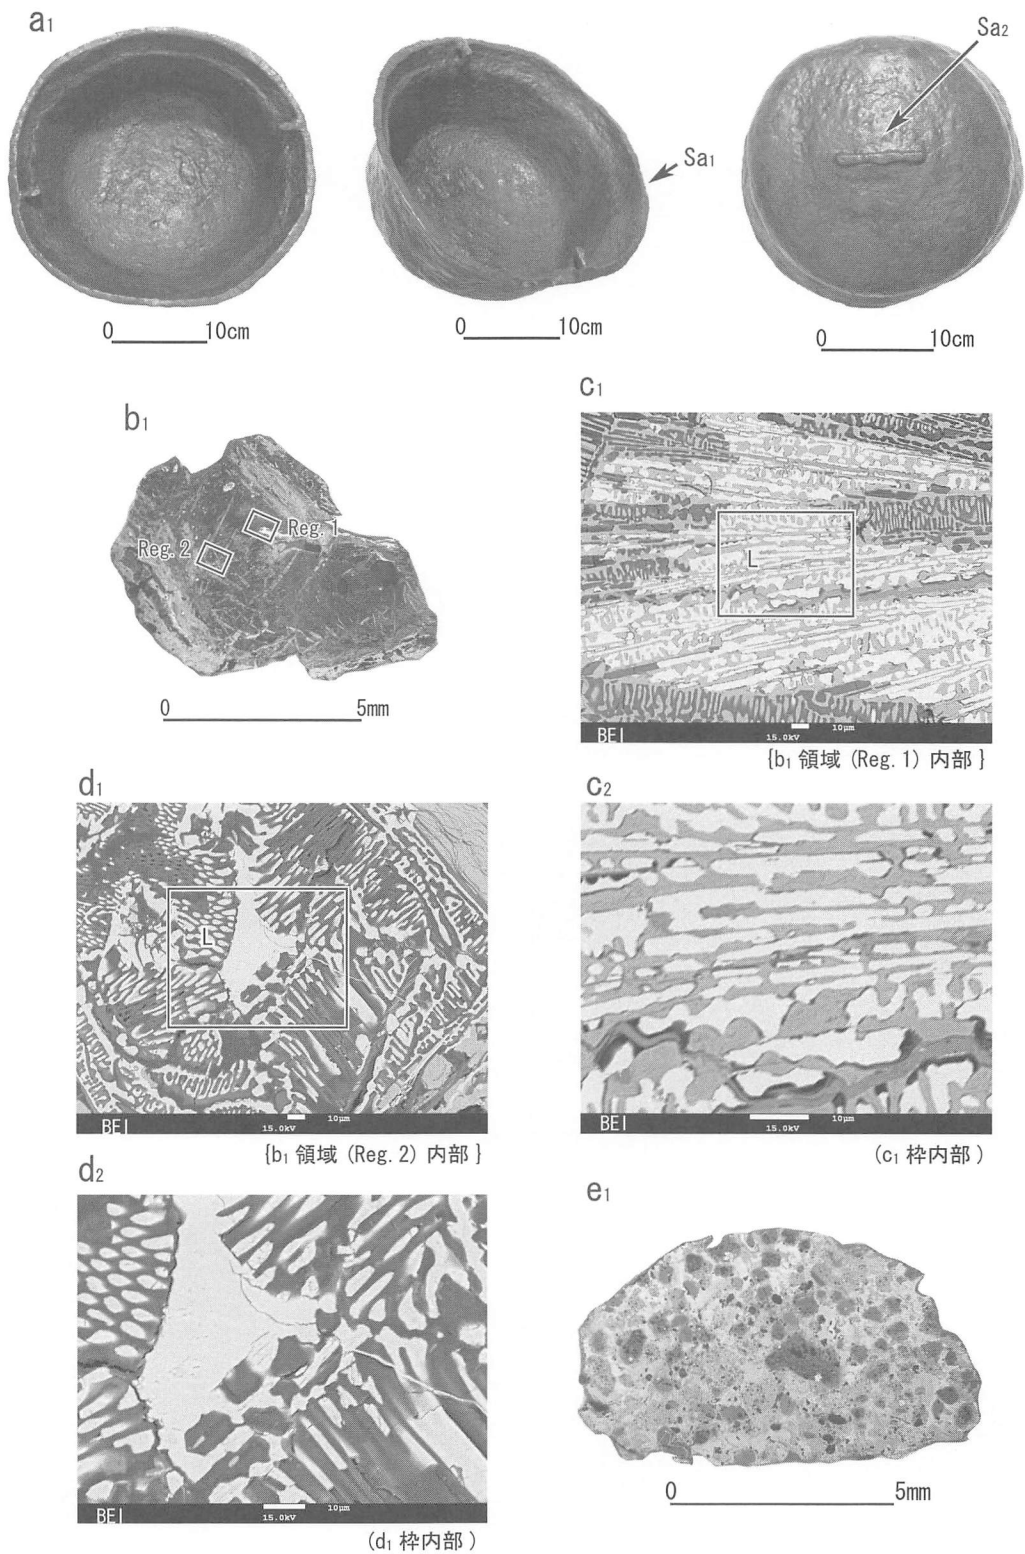 a1
Sa1
Sa2
0 10cm
0 10cm
0 10cm
b1
Reg. 1
Reg. 2
0 5mm
c1
L
BEI 15.0kV 10μm
{b1 領域 (Reg. 1) 内部}
d1
L
BEI 15.0kV 10μm
{b1 領域 (Reg. 2) 内部}
c2
BEI 15.0kV 10μm
(c1 枠内部)
d2
BEI 15.0kV 10μm
(d1 枠内部)
e1
0 5mm